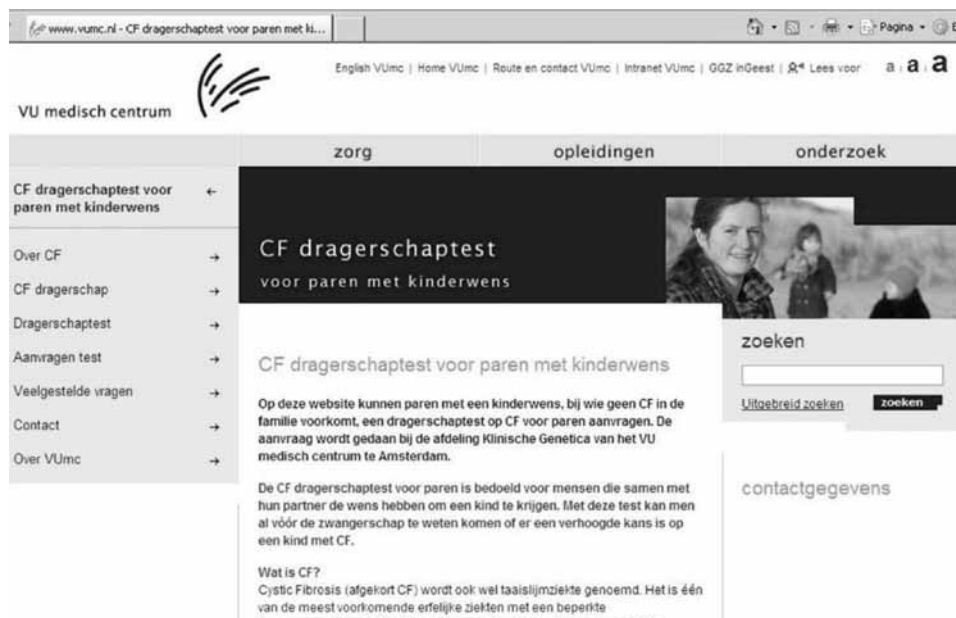 www.vumc.nl - CF dragerschaptest voor paren met ki...
Pagina
English VUmc | Home VUmc | Route en contact VUmc | Intranet VUmc | GGZ inGeest | Lees voor a a a
VU medisch centrum
zorg opleidingen onderzoek
CF dragerschaptest voor
paren met kinderwens
Over CF
CF dragerschap
Dragerschaptest
Aanvragen test
Veelgestelde vragen
Contact
Over VUmc
CF dragerschaptest
voor paren met kinderwens
CF dragerschaptest voor paren met kinderwens
Op deze website kunnen paren met een kinderwens, bij wie geen CF in de
familie voorkomt, een dragerschaptest op CF voor paren aanvragen. De
aanvraag wordt gedaan bij de afdeling Klinische Genetica van het VU
medisch centrum te Amsterdam.
De CF dragerschaptest voor paren is bedoeld voor mensen die samen met
hun partner de wens hebben om een kind te krijgen. Met deze test kan men
al vóór de zwangerschap te weten komen of er een verhoogde kans is op
een kind met CF.
Wat is CF?
Cystic Fibrosis (afgekort CF) wordt ook wel taaislijmziekte genoemd. Het is één
van de meest voorkomende erfelijke ziekten met een beperkte
zoeken
Uitgebreid zoeken zoeken
contactgegevens